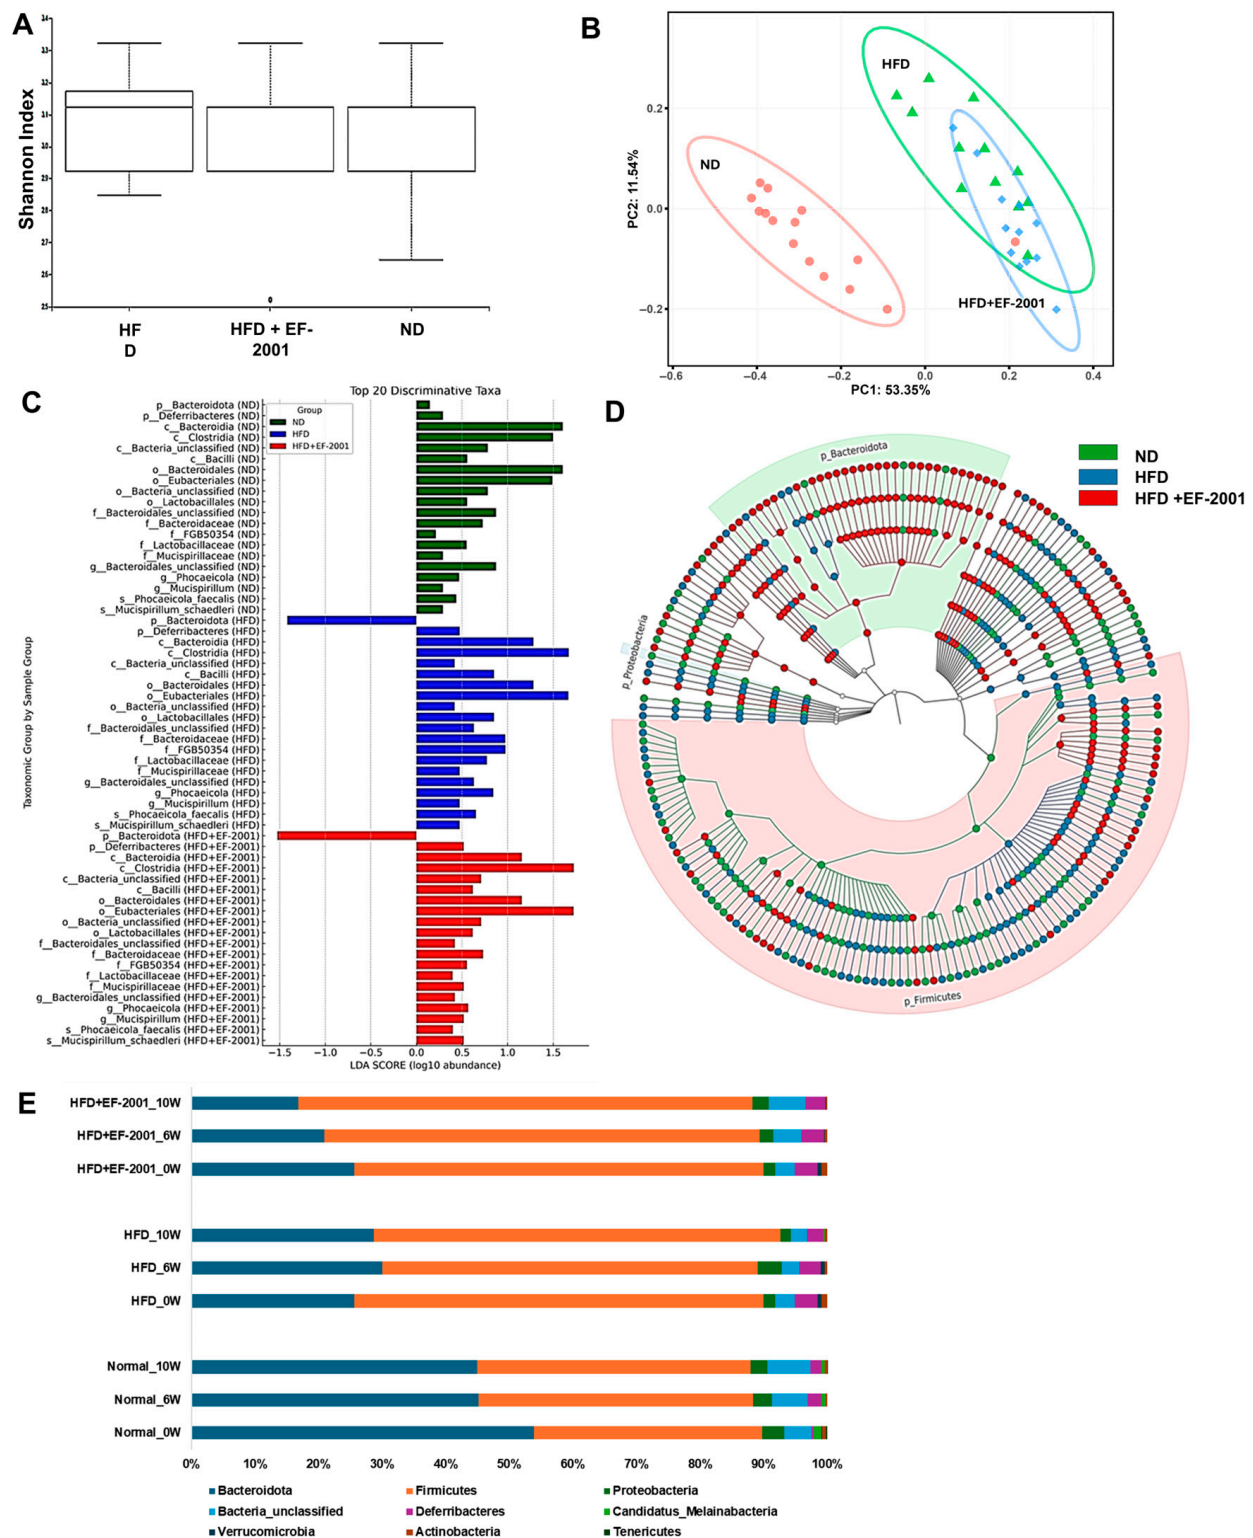 A
Shannon Index
HF
D
HFD + EF-
2001
ND
B
HFD
ND
HFD+EF-2001
PC2: 11.54%
0.2
0.0
−0.2
−0.6
−0.4
−0.2
0.0
0.2
0.4
PC1: 53.35%
C
Top 20 Discriminative Taxa
Group
ND
HFD
HFD+EF-2001
Taxonomic Group by Sample Group
p__Bacteroidota (ND)
p__Deferribacteres (ND)
c__Bacteroidia (ND)
c__Clostridia (ND)
c__Bacteria_unclassified (ND)
c__Bacilli (ND)
o__Bacteroidales (ND)
o__Eubacteriales (ND)
o__Bacteria_unclassified (ND)
o__Lactobacillales (ND)
f__Bacteroidales_unclassified (ND)
f__Bacteroidaceae (ND)
f__FGB50354 (ND)
f__Lactobacillaceae (ND)
f__Mucispirillaceae (ND)
g__Bacteroidales_unclassified (ND)
g__Phocaeicola (ND)
g__Mucispirillum (ND)
s__Phocaeicola_faecalis (ND)
s__Mucispirillum_schaedleri (ND)
p__Bacteroidota (HFD)
p__Deferribacteres (HFD)
c__Bacteroidia (HFD)
c__Clostridia (HFD)
c__Bacteria_unclassified (HFD)
c__Bacilli (HFD)
o__Bacteroidales (HFD)
o__Eubacteriales (HFD)
o__Bacteria_unclassified (HFD)
o__Lactobacillales (HFD)
f__Bacteroidales_unclassified (HFD)
f__Bacteroidaceae (HFD)
f__FGB50354 (HFD)
f__Lactobacillaceae (HFD)
f__Mucispirillaceae (HFD)
g__Bacteroidales_unclassified (HFD)
g__Phocaeicola (HFD)
g__Mucispirillum (HFD)
s__Phocaeicola_faecalis (HFD)
s__Mucispirillum_schaedleri (HFD)
p__Bacteroidota (HFD+EF-2001)
p__Deferribacteres (HFD+EF-2001)
c__Bacteroidia (HFD+EF-2001)
c__Clostridia (HFD+EF-2001)
c__Bacteria_unclassified (HFD+EF-2001)
c__Bacilli (HFD+EF-2001)
o__Bacteroidales (HFD+EF-2001)
o__Eubacteriales (HFD+EF-2001)
o__Bacteria_unclassified (HFD+EF-2001)
o__Lactobacillales (HFD+EF-2001)
f__Bacteroidales_unclassified (HFD+EF-2001)
f__Bacteroidaceae (HFD+EF-2001)
f__FGB50354 (HFD+EF-2001)
f__Lactobacillaceae (HFD+EF-2001)
f__Mucispirillaceae (HFD+EF-2001)
g__Bacteroidales_unclassified (HFD+EF-2001)
g__Phocaeicola (HFD+EF-2001)
g__Mucispirillum (HFD+EF-2001)
s__Phocaeicola_faecalis (HFD+EF-2001)
s__Mucispirillum_schaedleri (HFD+EF-2001)
−1.5
−1.0
−0.5
0.0
0.5
1.0
1.5
LDA SCORE (log10 abundance)
D
p_Bacteroidota
p_Proteobacteria
p_Firmicutes
ND
HFD
HFD +EF-2001
E
HFD+EF-2001_10W
HFD+EF-2001_6W
HFD+EF-2001_0W
HFD_10W
HFD_6W
HFD_0W
Normal_10W
Normal_6W
Normal_0W
0% 10% 20% 30% 40% 50% 60% 70% 80% 90% 100%
Bacteroidota Firmicutes Proteobacteria
Bacteria_unclassified Deferribacteres Candidatus_Melainabacteria
Verrucomicrobia Actinobacteria Tenericutes